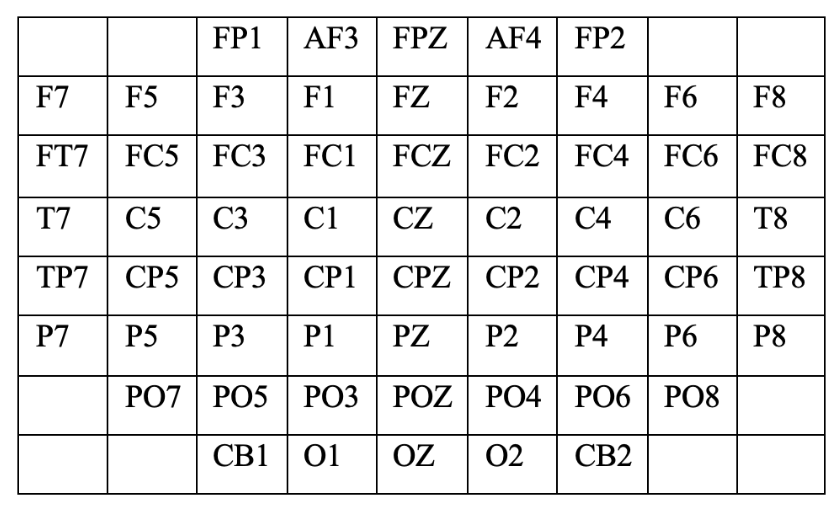 FP1 AF3 FPZ AF4 FP2
F7 F5 F3 F1 FZ F2 F4 F6 F8
FT7 FC5 FC3 FC1 FCZ FC2 FC4 FC6 FC8
T7 C5 C3 C1 CZ C2 C4 C6 T8
TP7 CP5 CP3 CP1 CPZ CP2 CP4 CP6 TP8
P7 P5 P3 P1 PZ P2 P4 P6 P8
PO7 PO5 PO3 POZ PO4 PO6 PO8
CB1 O1 OZ O2 CB2